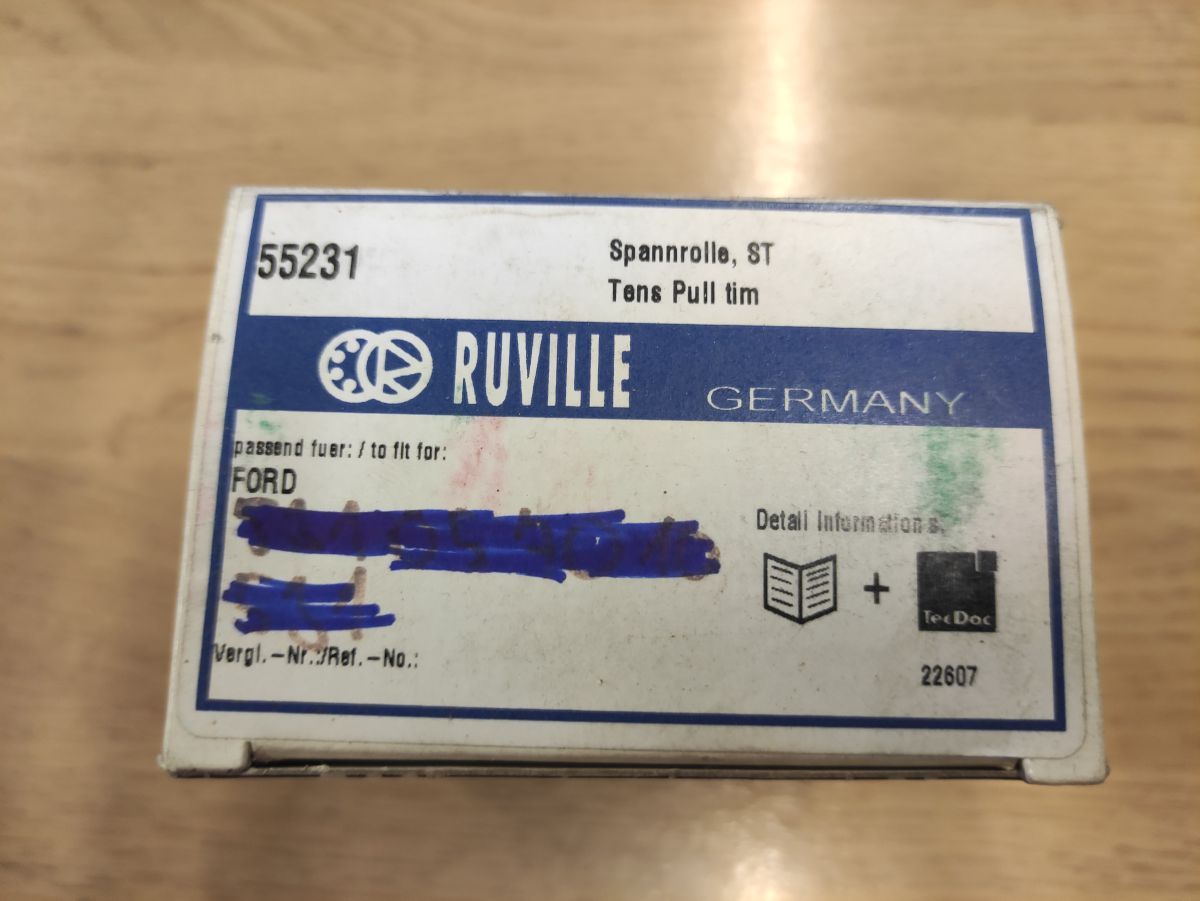 55231
Spannrolle, ST
Tens Pull tim
RUVILLE
GERMANY
passend fuer: / to fit for:
FORD
Detail Informations:
TecDoc
22607
Vergl.-Nr.:/Ref.-No.: